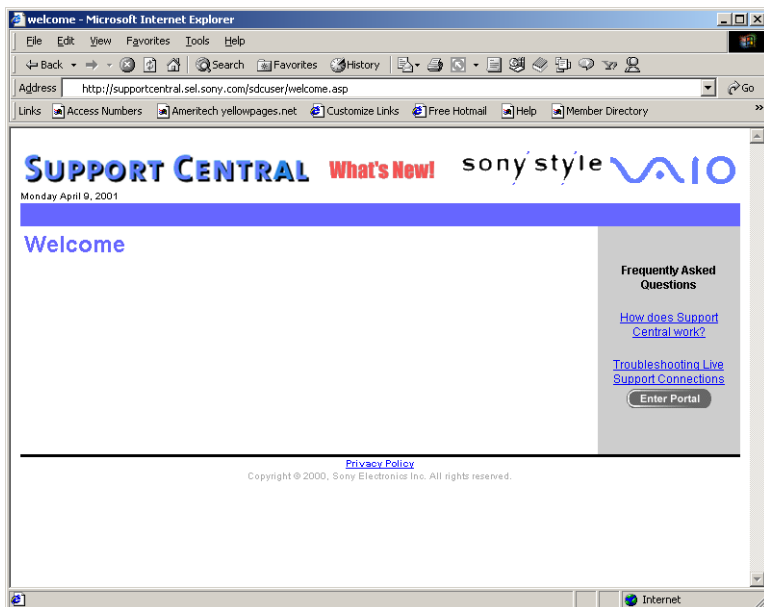 welcome - Microsoft Internet Explorer
File Edit View Favorites Tools Help
Back Search Favorites History
Address http://supportcentral.sel.sony.com/sdcuser/welcome.asp Go
Links Access Numbers Ameritech yellowpages.net Customize Links Free Hotmail Help Member Directory »
SUPPORT CENTRAL What's New! sony style VAIO
Monday April 9, 2001
Welcome
Frequently Asked
Questions
How does Support
Central work?
Troubleshooting Live
Support Connections
Enter Portal
Privacy Policy
Copyright © 2000, Sony Electronics Inc. All rights reserved.
Internet